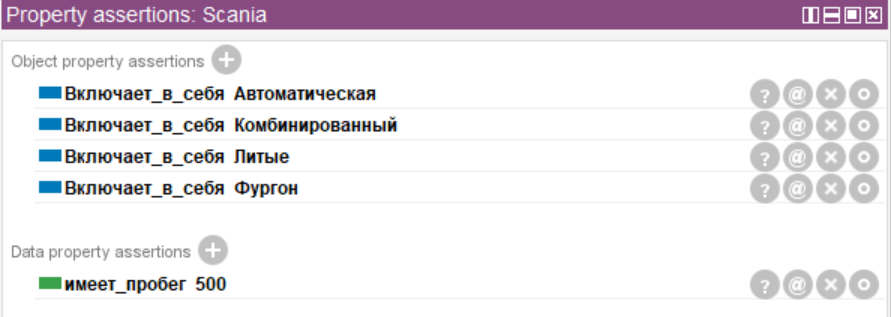 Property assertions: Scania
Object property assertions
Включает_в_себя Автоматическая
Включает_в_себя Комбинированный
Включает_в_себя Литые
Включает_в_себя Фургон
Data property assertions
имеет_пробег 500